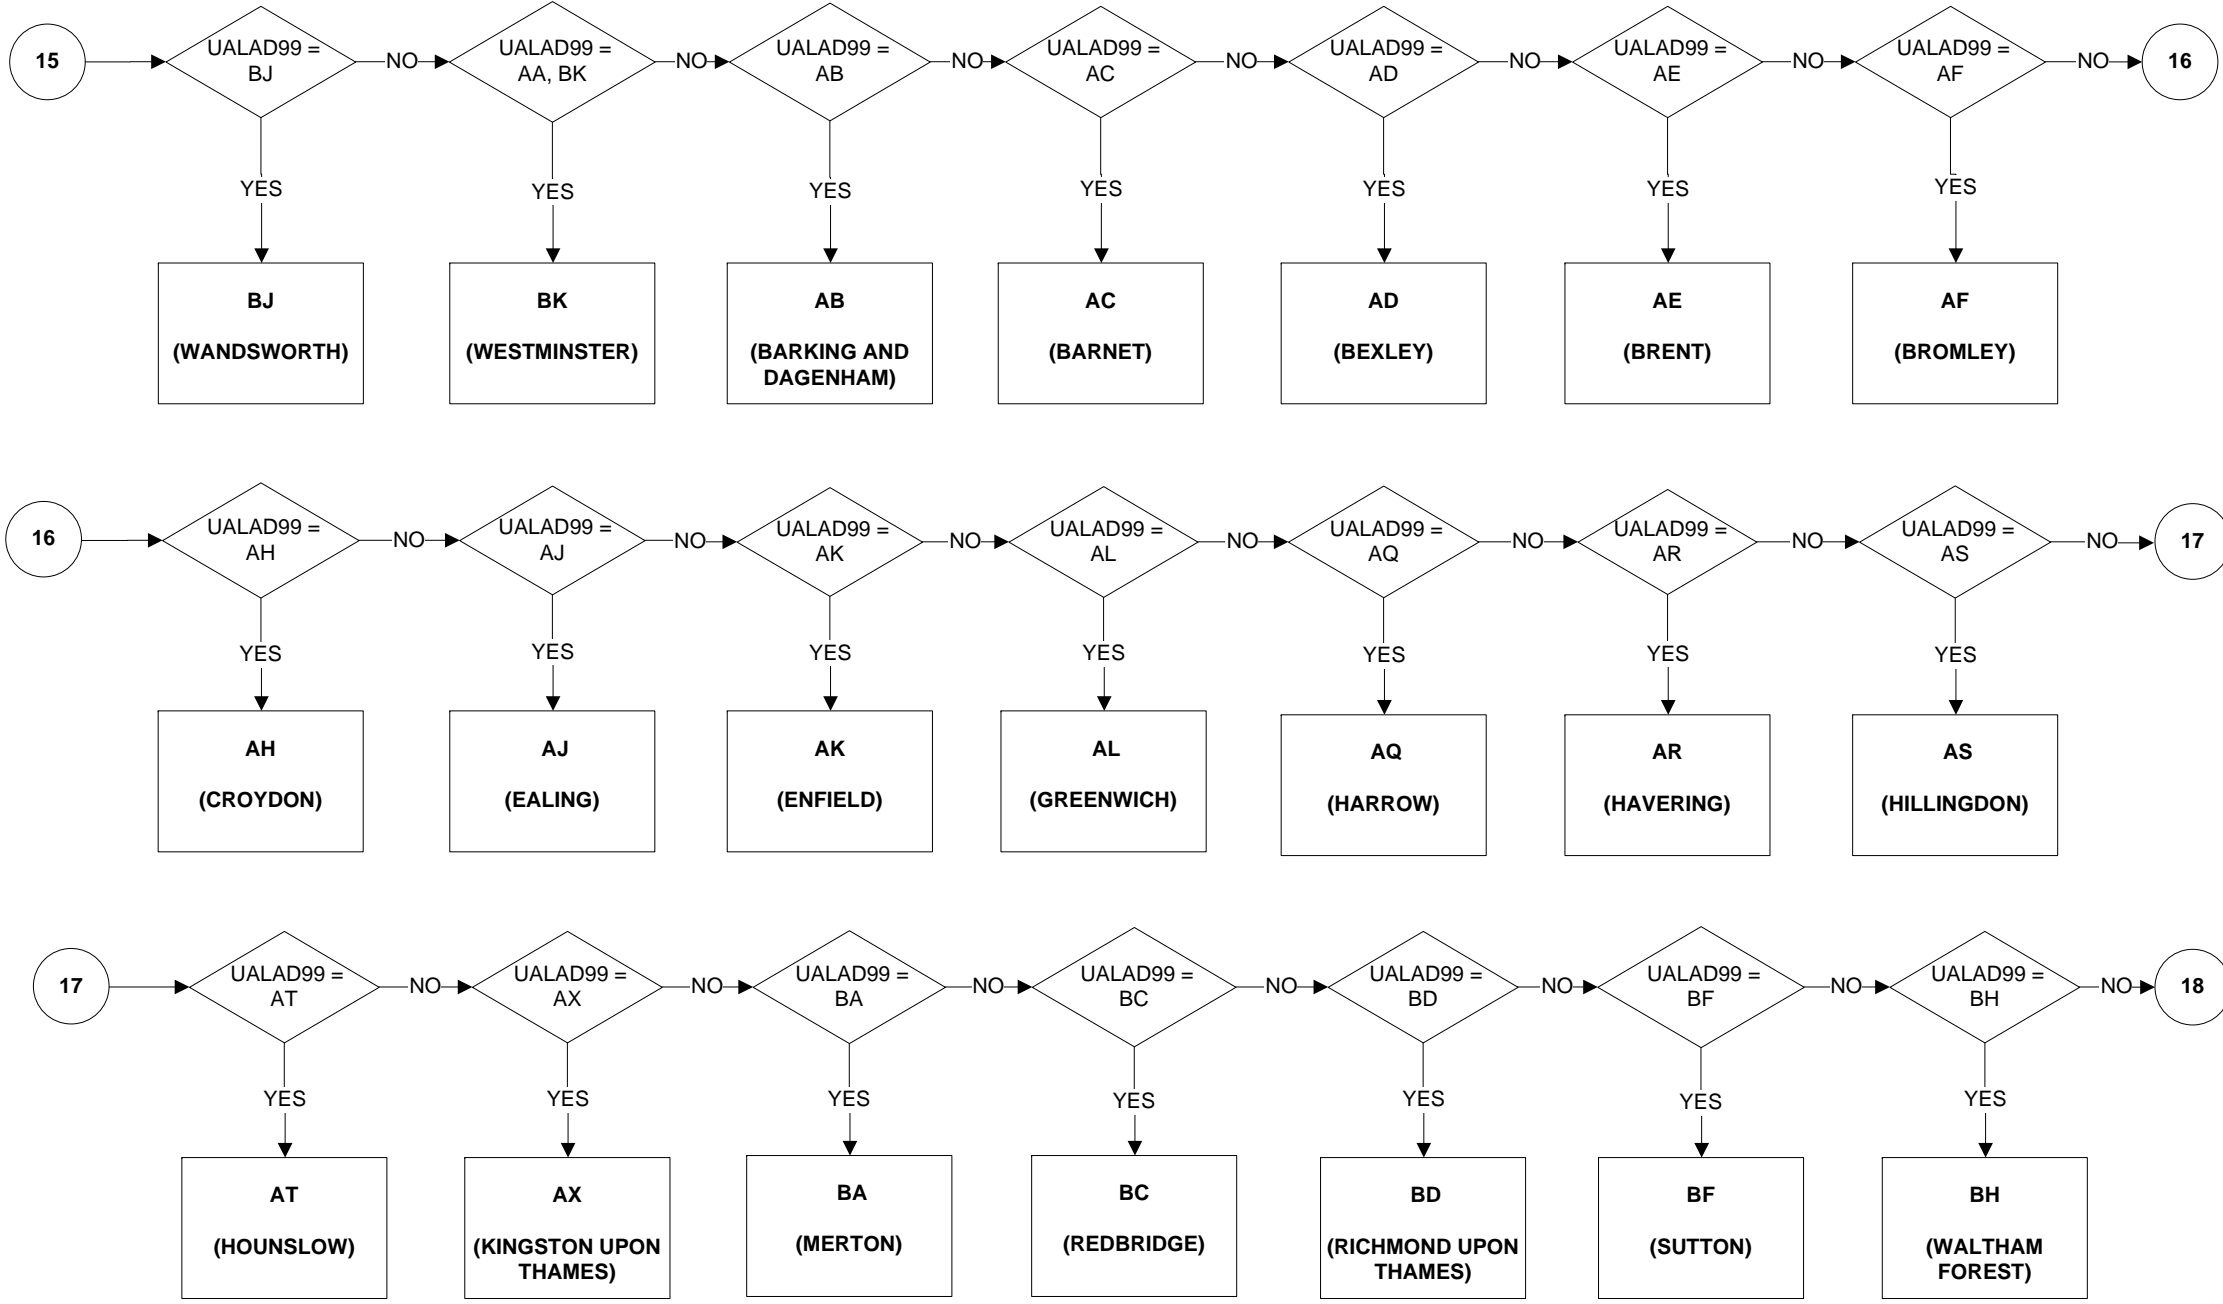 15
UALAD99 =
BJ
NO
UALAD99 =
AA, BK
NO
UALAD99 =
AB
NO
UALAD99 =
AC
NO
UALAD99 =
AD
NO
UALAD99 =
AE
NO
UALAD99 =
AF
NO
16
YES
YES
YES
YES
YES
YES
YES
BJ
(WANDSWORTH)
BK
(WESTMINSTER)
AB
(BARKING AND
DAGENHAM)
AC
(BARNET)
AD
(BEXLEY)
AE
(BRENT)
AF
(BROMLEY)
16
UALAD99 =
AH
NO
UALAD99 =
AJ
NO
UALAD99 =
AK
NO
UALAD99 =
AL
NO
UALAD99 =
AQ
NO
UALAD99 =
AR
NO
UALAD99 =
AS
NO
17
YES
YES
YES
YES
YES
YES
YES
AH
(CROYDON)
AJ
(EALING)
AK
(ENFIELD)
AL
(GREENWICH)
AQ
(HARROW)
AR
(HAVERING)
AS
(HILLINGDON)
17
UALAD99 =
AT
NO
UALAD99 =
AX
NO
UALAD99 =
BA
NO
UALAD99 =
BC
NO
UALAD99 =
BD
NO
UALAD99 =
BF
NO
UALAD99 =
BH
NO
18
YES
YES
YES
YES
YES
YES
YES
AT
(HOUNSLOW)
AX
(KINGSTON UPON
THAMES)
BA
(MERTON)
BC
(REDBRIDGE)
BD
(RICHMOND UPON
THAMES)
BF
(SUTTON)
BH
(WALTHAM
FOREST)